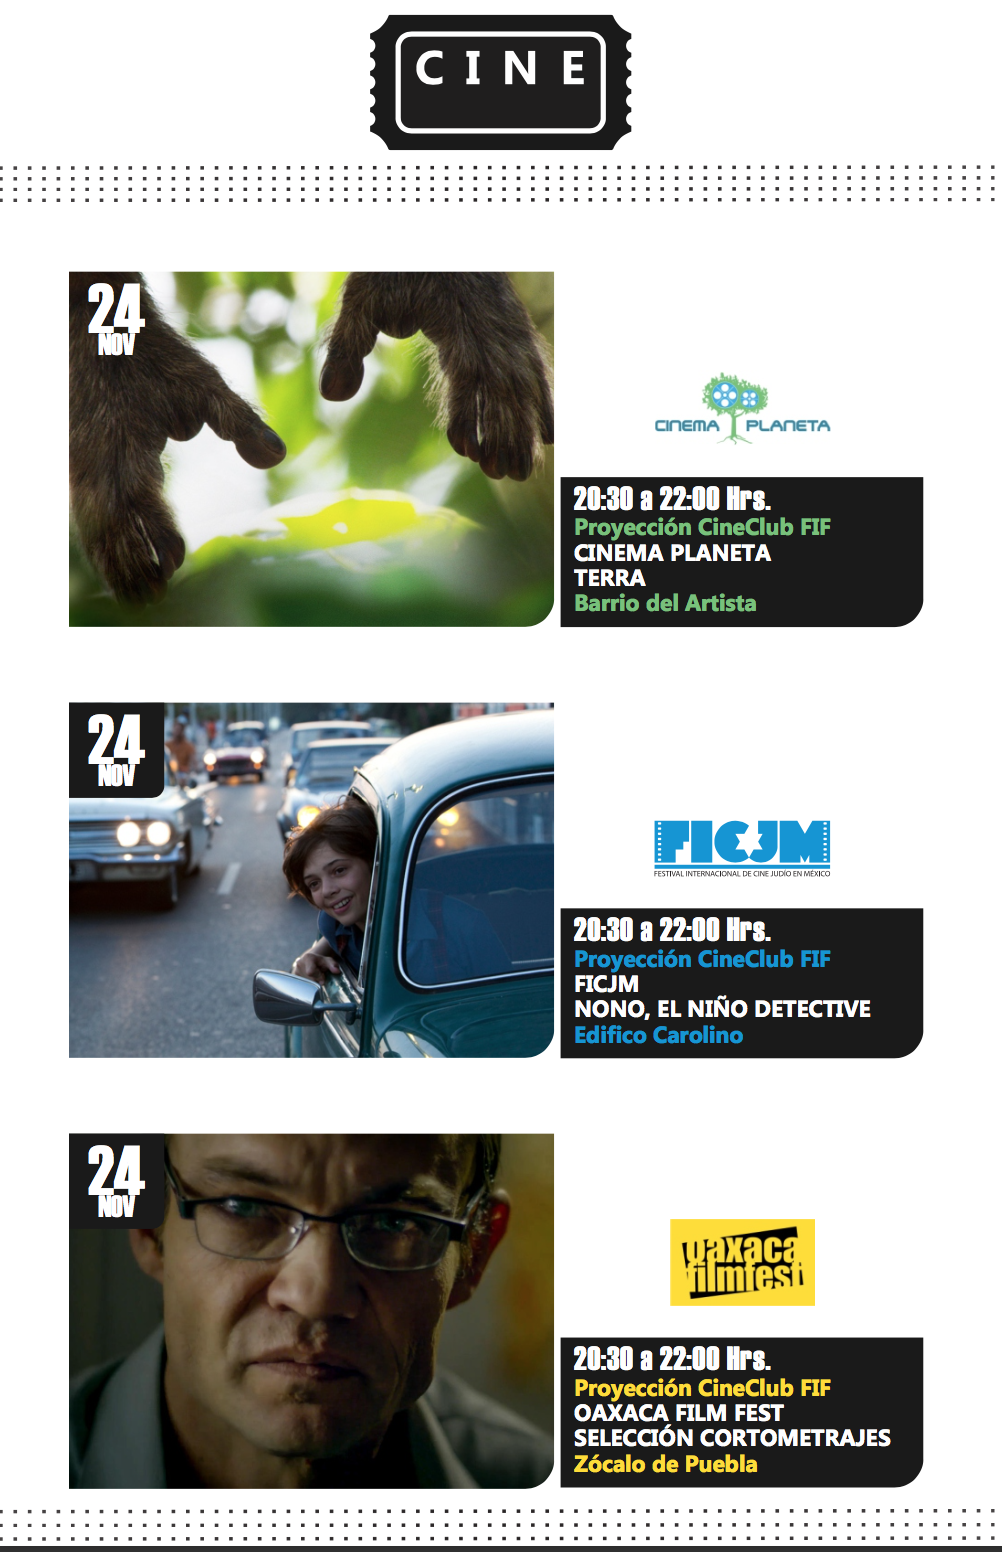 CINE
24
NOV
CINEMA PLANETA
20:30 a 22:00 Hrs.
Proyección CineClub FIF
CINEMA PLANETA
TERRA
Barrio del Artista
24
NOV
FICJM
FESTIVAL INTERNACIONAL DE CINE JUDÍO EN MÉXICO
20:30 a 22:00 Hrs.
Proyección CineClub FIF
FICJM
NONO, EL NIÑO DETECTIVE
Edifico Carolino
24
NOV
oaxaca
filmfest
20:30 a 22:00 Hrs.
Proyección CineClub FIF
OAXACA FILM FEST
SELECCIÓN CORTOMETRAJES
Zócalo de Puebla